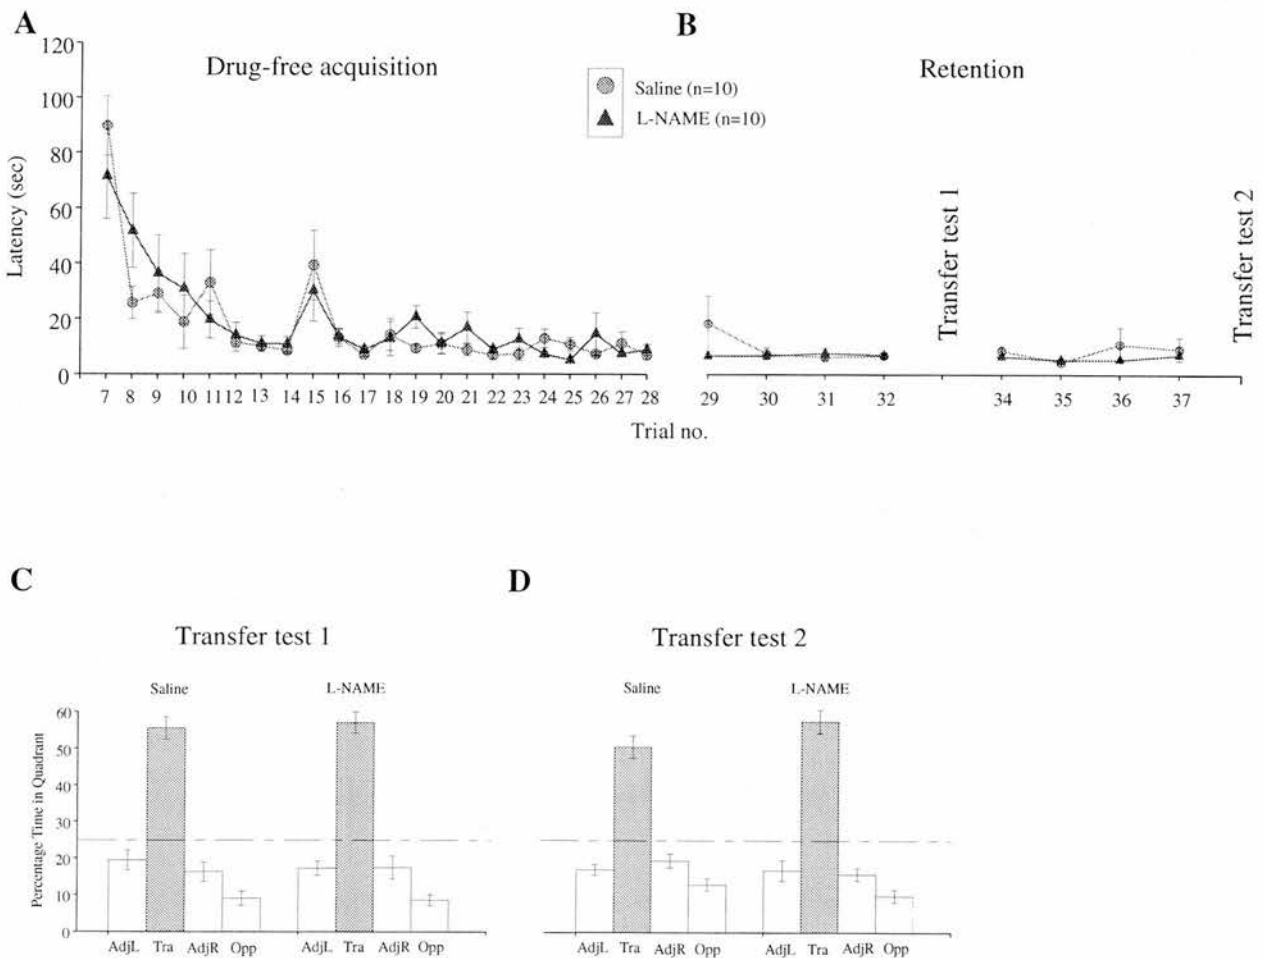 A
B
120
100
80
60
40
20
0
Latency (sec)
Drug-free acquisition
Saline (n=10)
L-NAME (n=10)
Retention
Transfer test 1
Transfer test 2
7 8 9 10 11 12 13 14 15 16 17 18 19 20 21 22 23 24 25 26 27 28
29 30 31 32 34 35 36 37
Trial no.
C
D
Transfer test 1
Transfer test 2
Saline L-NAME
Saline L-NAME
60
50
40
30
20
10
0
Percentage Time in Quadrant
AdjL Tra AdjR Opp AdjL Tra AdjR Opp
AdjL Tra AdjR Opp AdjL Tra AdjR Opp